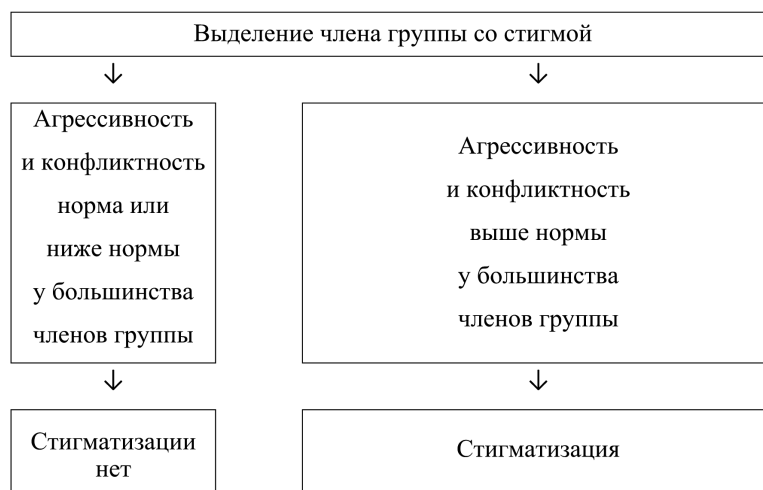 Выделение члена группы со стигмой
Агрессивность
и конфликтность
норма или
ниже нормы
у большинства
членов группы
Агрессивность
и конфликтность
выше нормы
у большинства
членов группы
Стигматизации
нет
Стигматизация